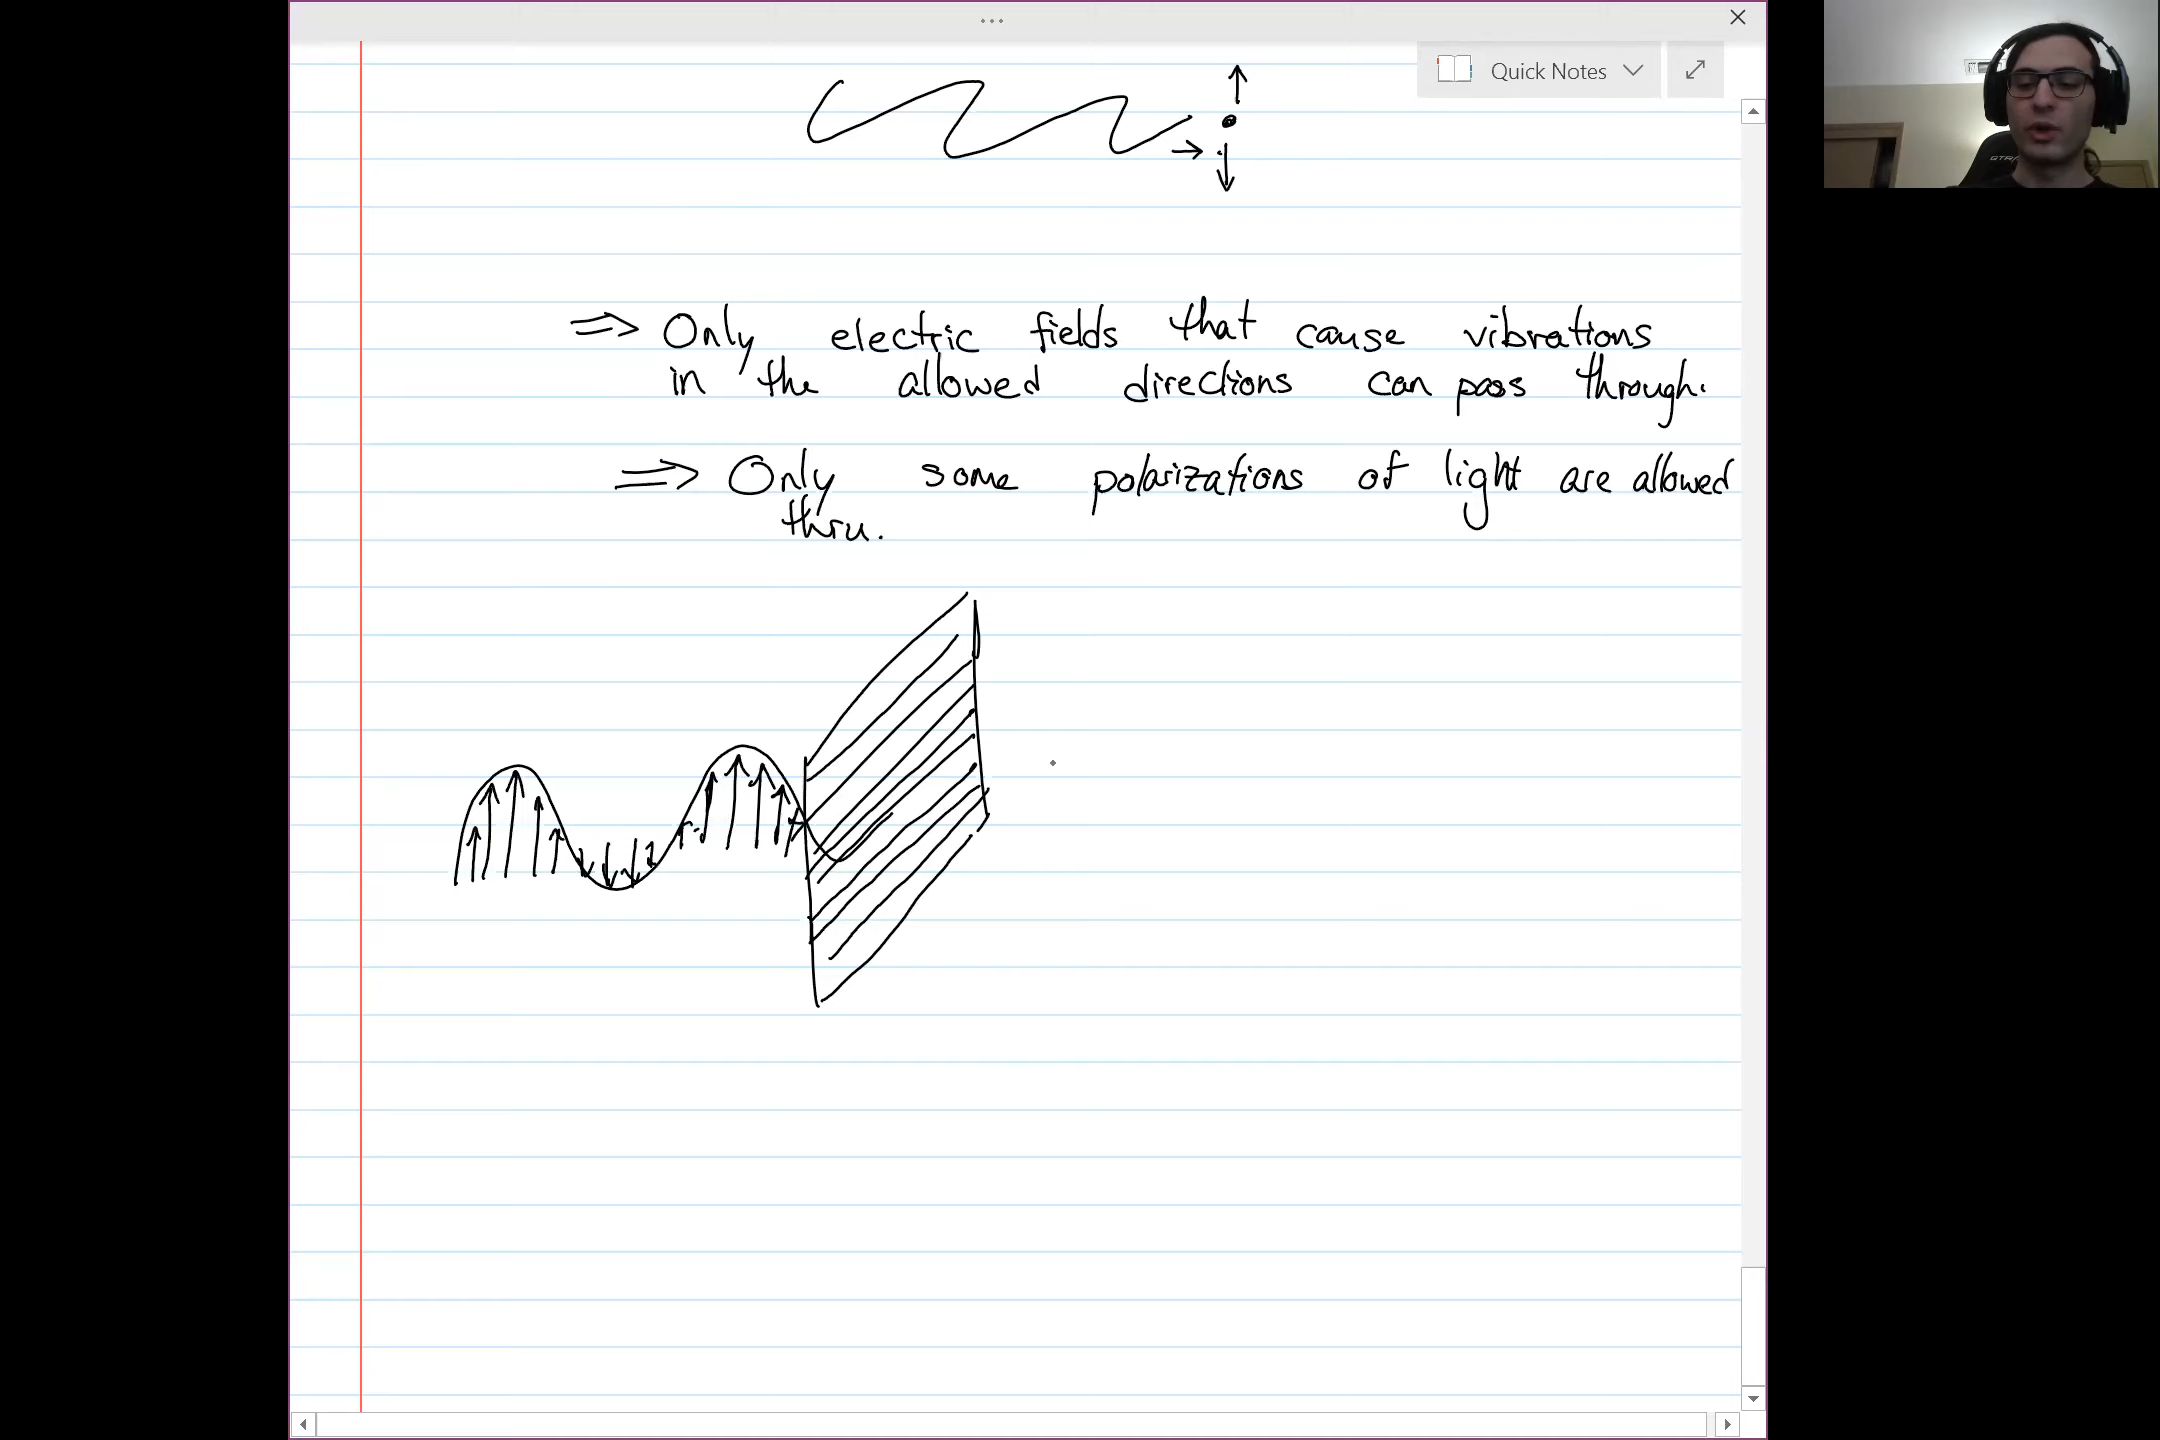 Quick Notes
⇒ Only electric fields that cause vibrations
in the allowed directions can pass through.
⇒ Only some polarizations of light are allowed
thru.